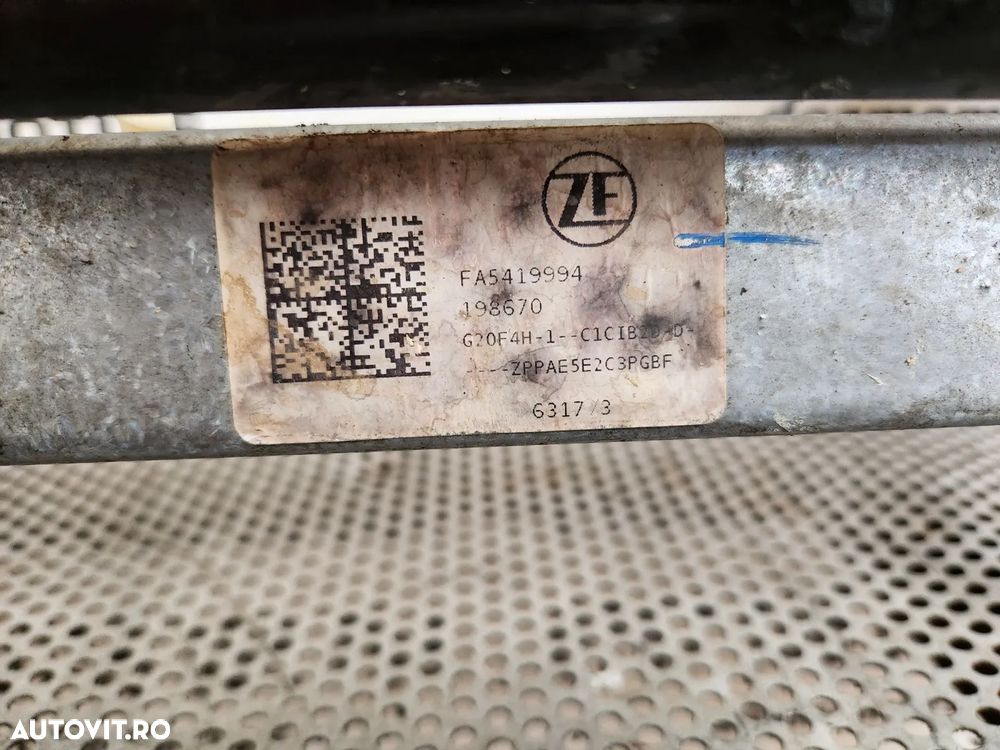 ZF
FA5419994
198670
G20F4H-1--C1CIB
----ZPPAE5E2C3PGBF
6317/3
AUTOVIT.RO